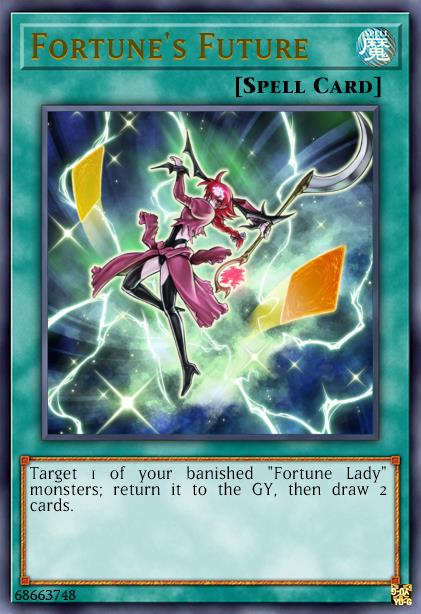 Fortune's Future
SPELL
魔
[Spell Card]
Target 1 of your banished "Fortune Lady"
monsters; return it to the GY, then draw 2
cards.
68663748